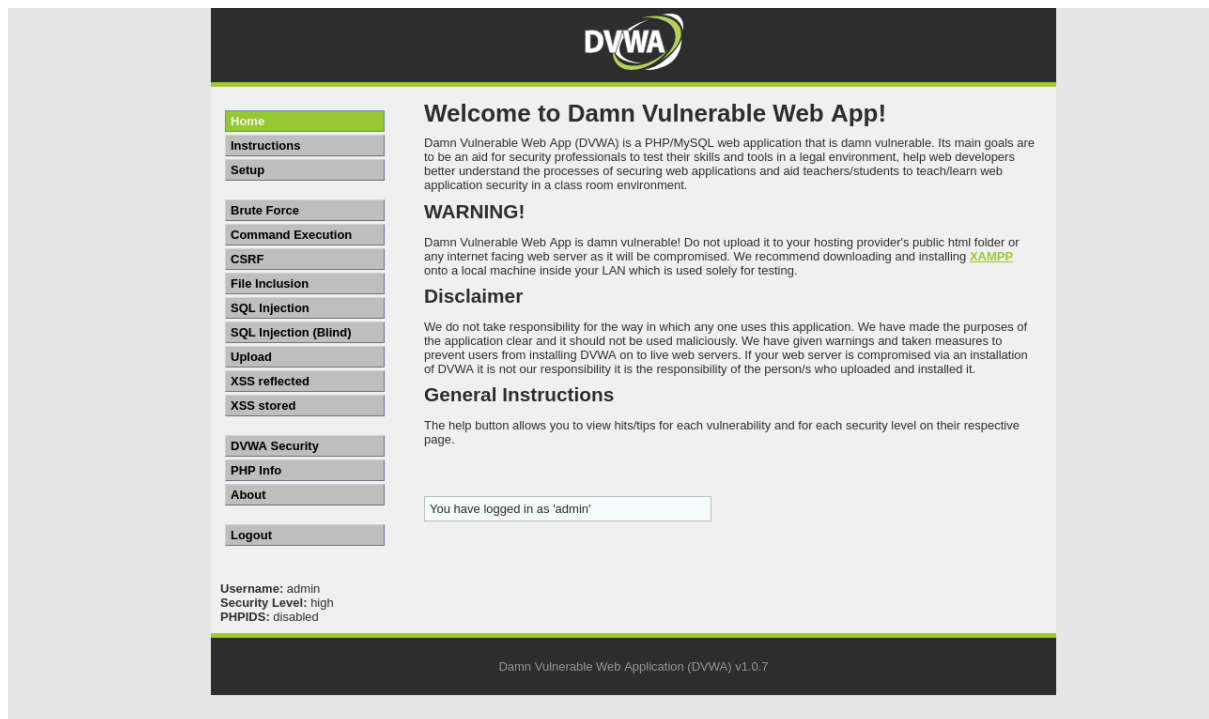 DVWA
Home
Instructions
Setup
Brute Force
Command Execution
CSRF
File Inclusion
SQL Injection
SQL Injection (Blind)
Upload
XSS reflected
XSS stored
DVWA Security
PHP Info
About
Logout
Username: admin
Security Level: high
PHPIDS: disabled
Welcome to Damn Vulnerable Web App!
Damn Vulnerable Web App (DVWA) is a PHP/MySQL web application that is damn vulnerable. Its main goals are
to be an aid for security professionals to test their skills and tools in a legal environment, help web developers
better understand the processes of securing web applications and aid teachers/students to teach/learn web
application security in a class room environment.
WARNING!
Damn Vulnerable Web App is damn vulnerable! Do not upload it to your hosting provider's public html folder or
any internet facing web server as it will be compromised. We recommend downloading and installing XAMPP
onto a local machine inside your LAN which is used solely for testing.
Disclaimer
We do not take responsibility for the way in which any one uses this application. We have made the purposes of
the application clear and it should not be used maliciously. We have given warnings and taken measures to
prevent users from installing DVWA on to live web servers. If your web server is compromised via an installation
of DVWA it is not our responsibility it is the responsibility of the person/s who uploaded and installed it.
General Instructions
The help button allows you to view hits/tips for each vulnerability and for each security level on their respective
page.
You have logged in as 'admin'
Damn Vulnerable Web Application (DVWA) v1.0.7